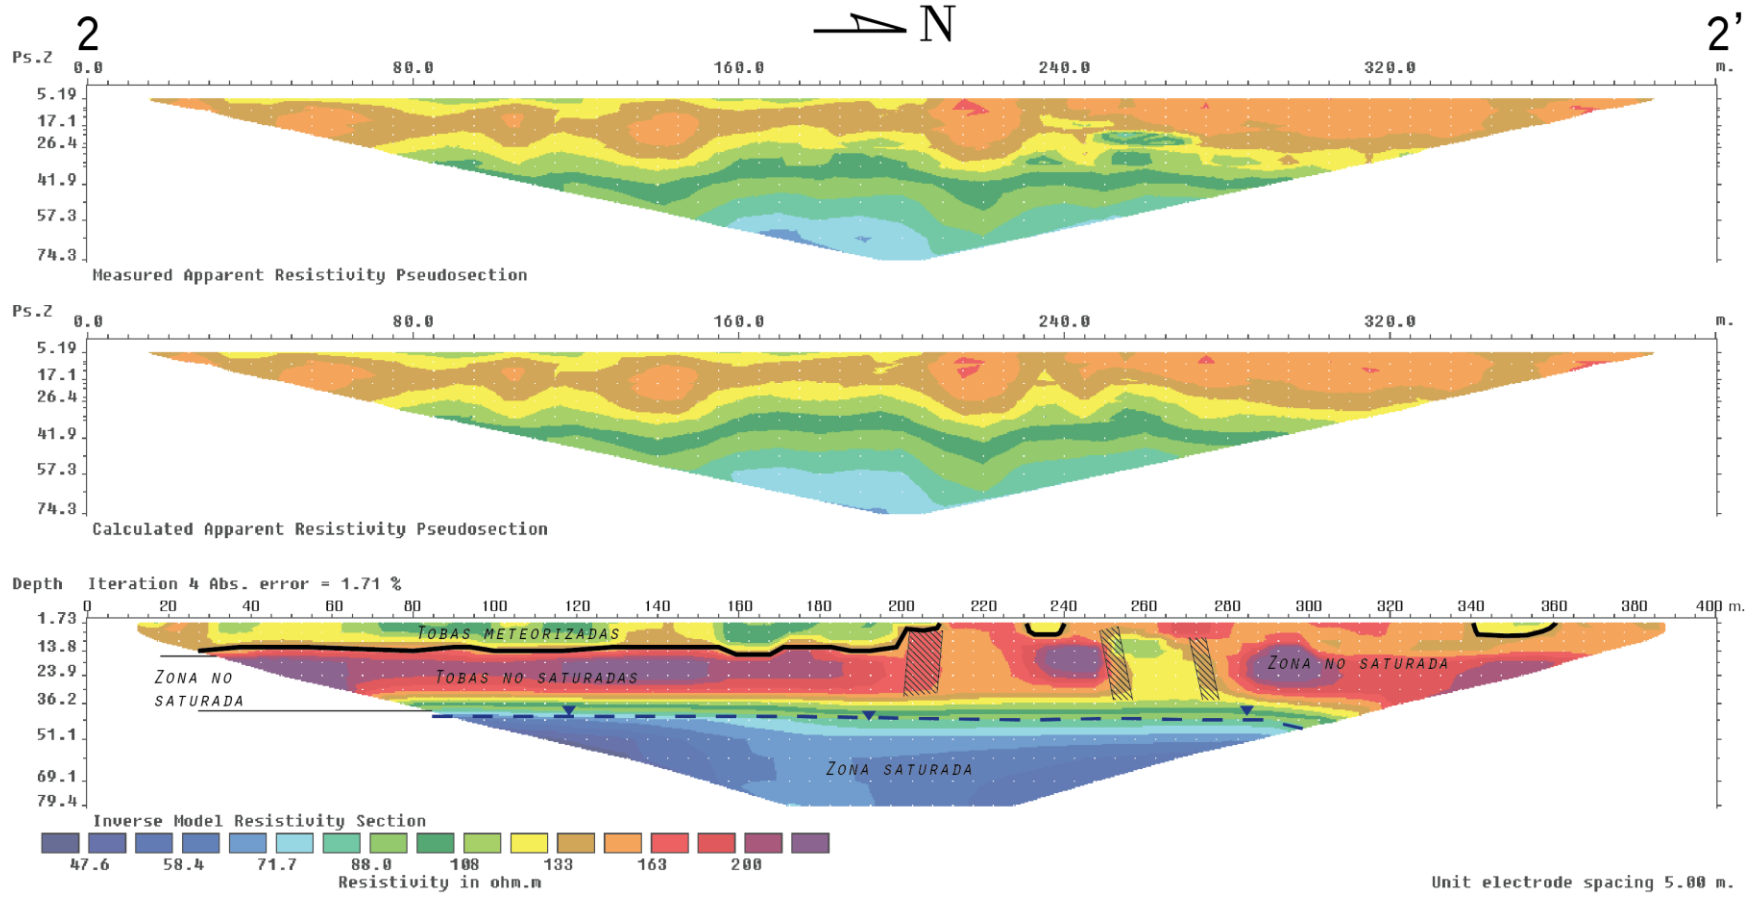 2 N 2'
Ps.Z 0.0 80.0 160.0 240.0 320.0 m.
5.19
17.1
26.4
41.9
57.3
74.3
Measured Apparent Resistivity Pseudosection
Ps.Z 0.0 80.0 160.0 240.0 320.0 m.
5.19
17.1
26.4
41.9
57.3
74.3
Calculated Apparent Resistivity Pseudosection
Depth Iteration 4 Abs. error = 1.71 %
0 20 40 60 80 100 120 140 160 180 200 220 240 260 280 300 320 340 360 380 400 m.
1.73
TOBAS METEORIZADAS
13.8
ZONA NO SATURADA
23.9
ZONA NO
SATURADA
TOBAS NO SATURADAS
36.2
51.1
ZONA SATURADA
69.1
79.4
Inverse Model Resistivity Section
47.6 58.4 71.7 88.0 108 133 163 200
Resistivity in ohm.m
Unit electrode spacing 5.00 m.